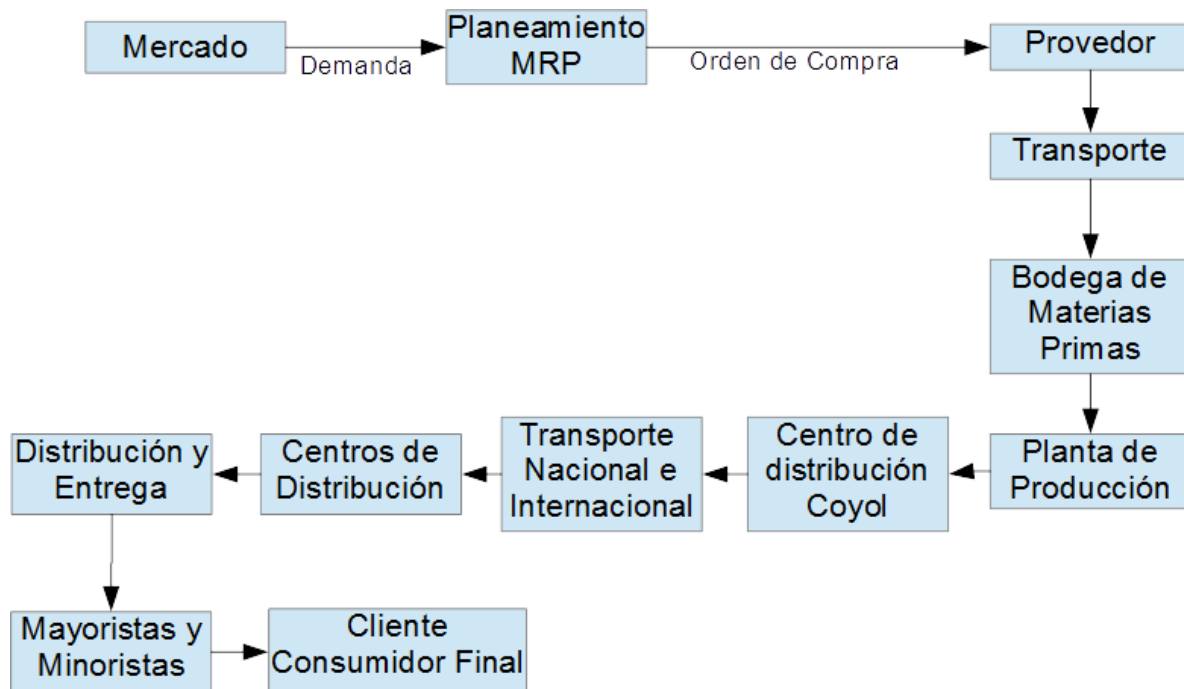 Mercado
Demanda
Planeamiento
MRP
Orden de Compra
Provedor
Transporte
Bodega de
Materias
Primas
Planta de
Producción
Centro de
distribución
Coyol
Transporte
Nacional e
Internacional
Centros de
Distribución
Distribución y
Entrega
Mayoristas y
Minoristas
Cliente
Consumidor Final